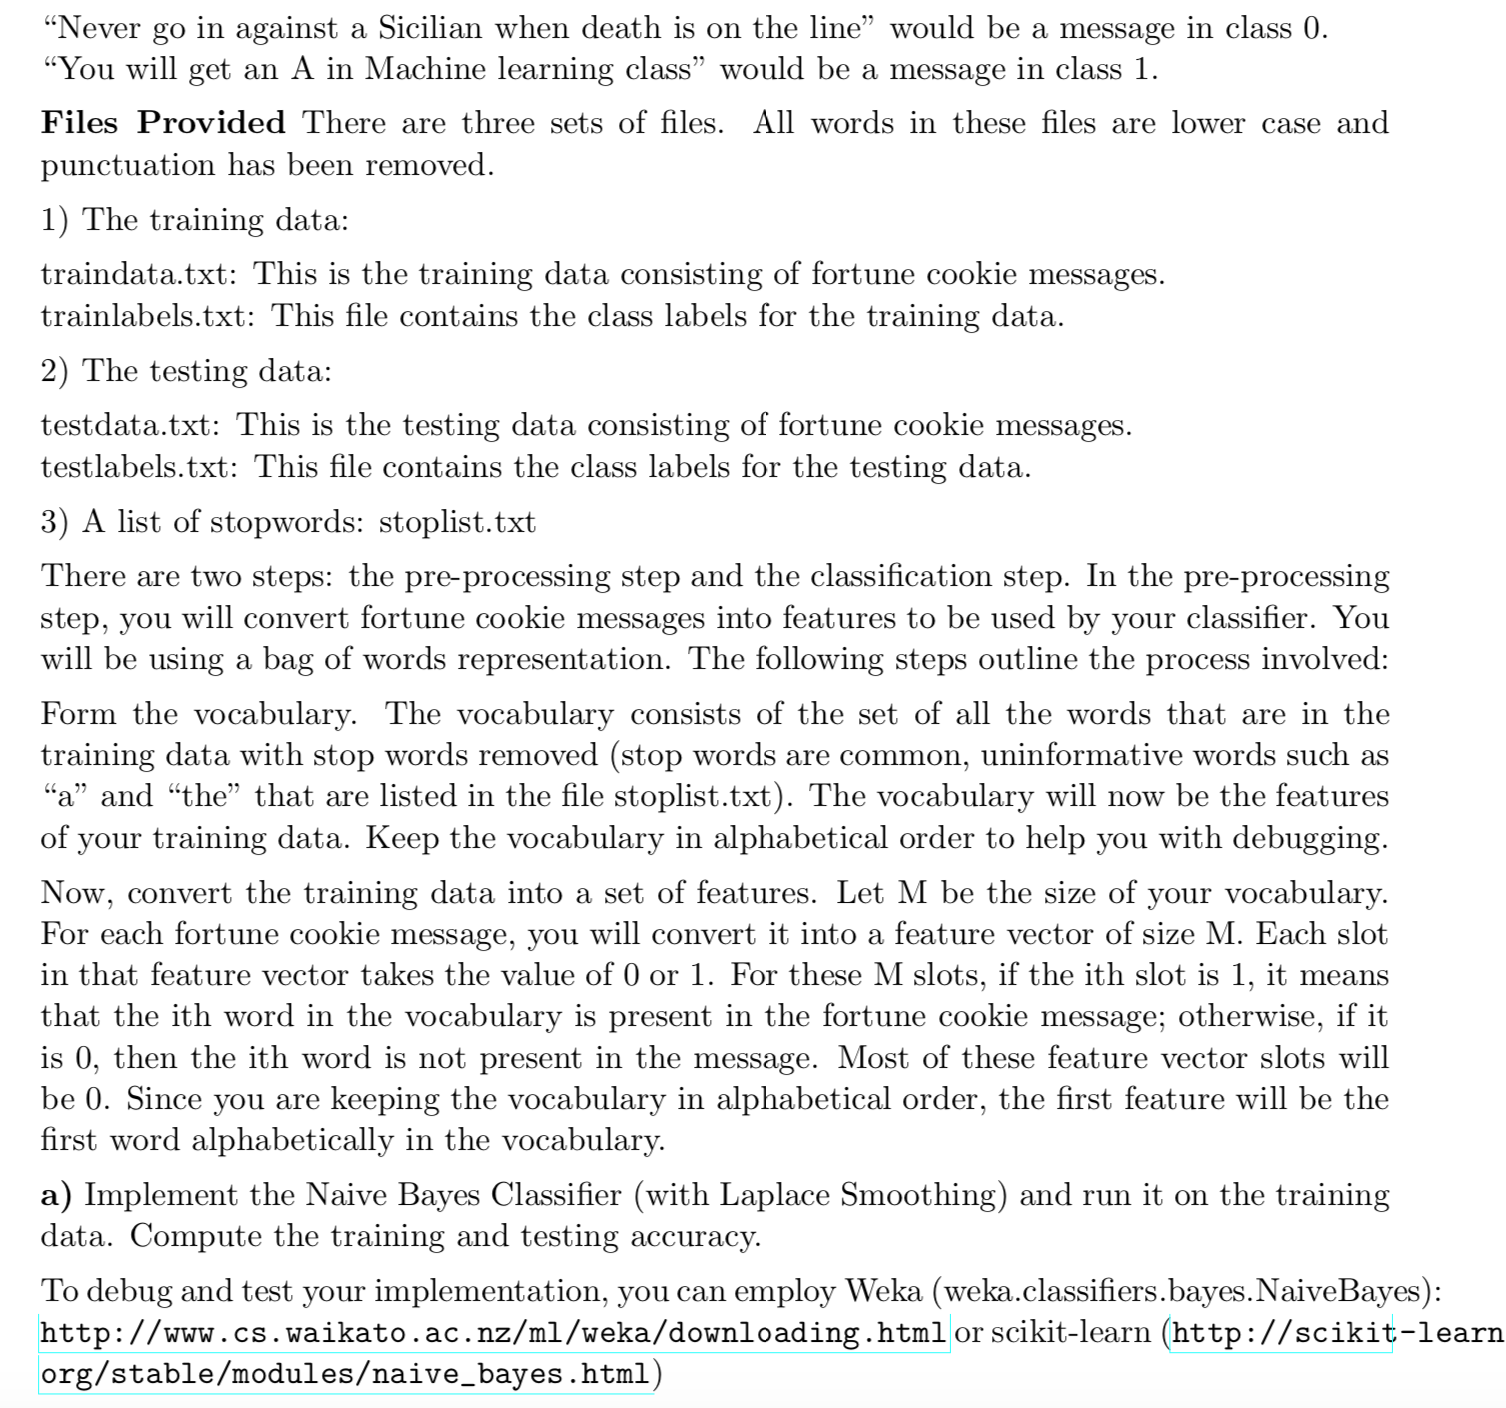 “Never go in against a Sicilian when death is on the line” would be a message in class 0.
“You will get an A in Machine learning class” would be a message in class 1.
Files Provided There are three sets of files. All words in these files are lower case and
punctuation has been removed.
1) The training data:
traindata.txt: This is the training data consisting of fortune cookie messages.
trainlabels.txt: This file contains the class labels for the training data.
2) The testing data:
testdata.txt: This is the testing data consisting of fortune cookie messages.
testlabels.txt: This file contains the class labels for the testing data.
3) A list of stopwords: stoplist.txt
There are two steps: the pre-processing step and the classification step. In the pre-processing
step, you will convert fortune cookie messages into features to be used by your classifier. You
will be using a bag of words representation. The following steps outline the process involved:
Form the vocabulary. The vocabulary consists of the set of all the words that are in the
training data with stop words removed (stop words are common, uninformative words such as
“a” and “the” that are listed in the file stoplist.txt). The vocabulary will now be the features
of your training data. Keep the vocabulary in alphabetical order to help you with debugging.
Now, convert the training data into a set of features. Let M be the size of your vocabulary.
For each fortune cookie message, you will convert it into a feature vector of size M. Each slot
in that feature vector takes the value of 0 or 1. For these M slots, if the ith slot is 1, it means
that the ith word in the vocabulary is present in the fortune cookie message; otherwise, if it
is 0, then the ith word is not present in the message. Most of these feature vector slots will
be 0. Since you are keeping the vocabulary in alphabetical order, the first feature will be the
first word alphabetically in the vocabulary.
a) Implement the Naive Bayes Classifier (with Laplace Smoothing) and run it on the training
data. Compute the training and testing accuracy.
To debug and test your implementation, you can employ Weka (weka.classifiers.bayes.NaiveBayes):
http://www.cs.waikato.ac.nz/ml/weka/downloading.html or scikit-learn (http://scikit-learn
org/stable/modules/naive_bayes.html)